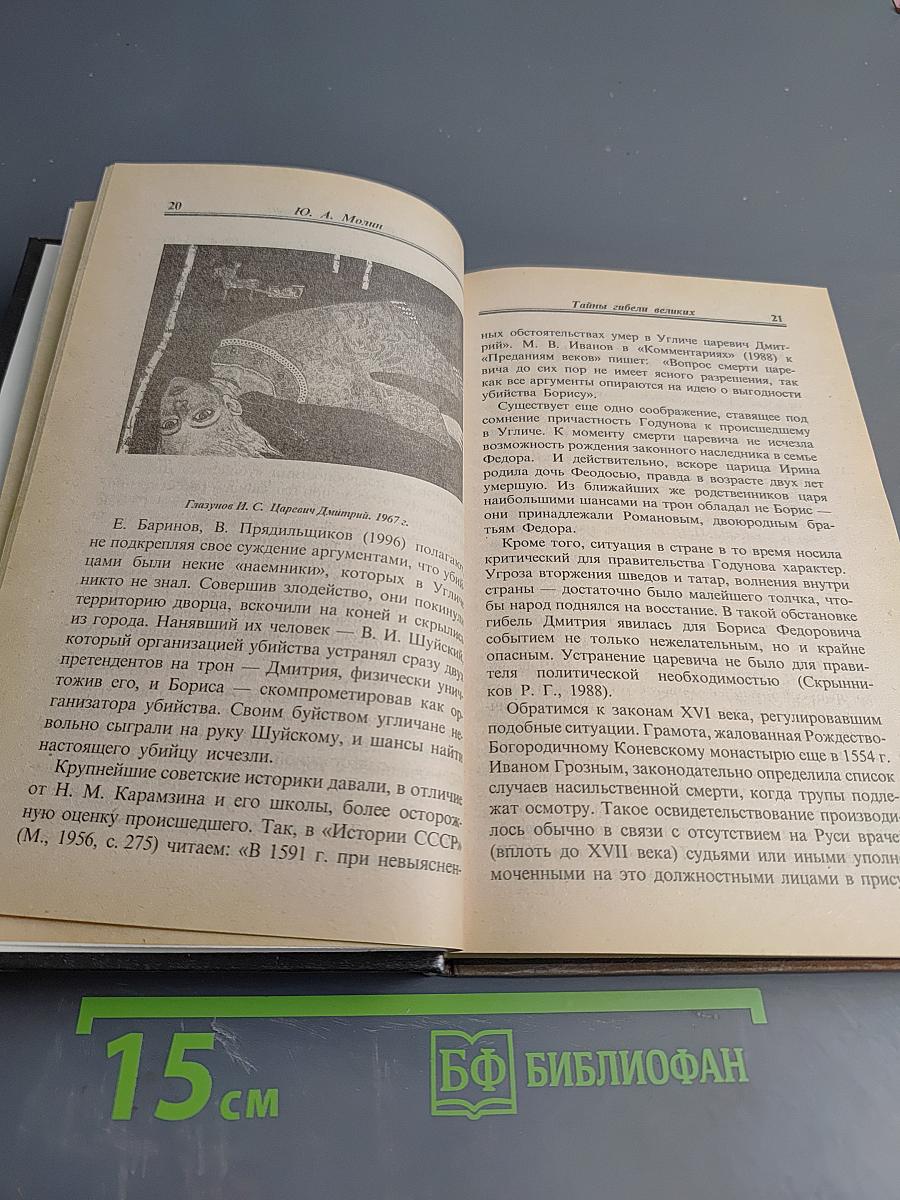 20
Ю. А. Молин
Глазунов И. С. Царевич Дмитрий. 1967 г.
Е. Баринов, В. Прядильщиков (1996) полагают,
не подкрепляя свое суждение аргументами, что убий-
цами были некие «наемники», которых в Угличе
никто не знал. Совершив злодейство, они покинули
территорию дворца, вскочили на коней и скрылись
из города. Нанявший их человек — В. И. Шуйский,
который организацией убийства устранял сразу двух
претендентов на трон — Дмитрия, физически унич-
тожив его, и Бориса — скомпрометировав как ор-
ганизатора убийства. Своим буйством угличане не-
вольно сыграли на руку Шуйскому, и шансы найти
настоящего убийцу исчезли.
Крупнейшие советские историки давали, в отличие
от Н. М. Карамзина и его школы, более осторож-
ную оценку происшедшего. Так, в «Истории СССР»
(М., 1956, с. 275) читаем: «В 1591 г. при невыяснен-
Тайны гибели великих
21
ных обстоятельствах умер в Угличе царевич Дмит-
рий». М. В. Иванов в «Комментариях» (1988) к
«Преданиям веков» пишет: «Вопрос смерти царе-
вича до сих пор не имеет ясного разрешения, так
как все аргументы опираются на идею о выгодности
убийства Борису».
Существует еще одно соображение, ставящее под
сомнение причастность Годунова к происшедшему
в Угличе. К моменту смерти царевича не исчезла
возможность рождения законного наследника в семье
Федора. И действительно, вскоре царица Ирина
родила дочь Феодосью, правда в возрасте двух лет
умершую. Из ближайших же родственников царя
наибольшими шансами на трон обладал не Борис —
они принадлежали Романовым, двоюродным бра-
тьям Федора.
Кроме того, ситуация в стране в то время носила
критический для правительства Годунова характер.
Угроза вторжения шведов и татар, волнения внутри
страны — достаточно было малейшего толчка, что-
бы народ поднялся на восстание. В такой обстановке
гибель Дмитрия явилась для Бориса Федоровича
событием не только нежелательным, но и крайне
опасным. Устранение царевича не было для прави-
теля политической необходимостью (Скрынни-
ков Р. Г., 1988).
Обратимся к законам XVI века, регулировавшим
подобные ситуации. Грамота, жалованная Рождество-
Богородичному Коневскому монастырю еще в 1554 г.
Иваном Грозным, законодательно определила список
случаев насильственной смерти, когда трупы подле-
жат осмотру. Такое освидетельствование производи-
лось обычно в связи с отсутствием на Руси враче
(вплоть до XVII века) судьями или иными уполно
моченными на это должностными лицами в прису
15 см
БФ БИБЛИОФАН